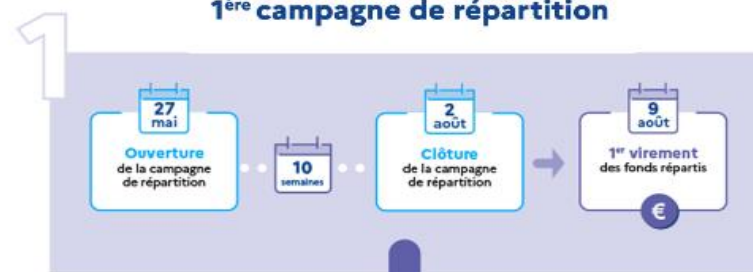 1ère campagne de répartition
1
27
mai
Ouverture
de la campagne
de répartition
10
semaines
2
août
Clôture
de la campagne
de répartition
9
août
1er virement
des fonds répartis
€